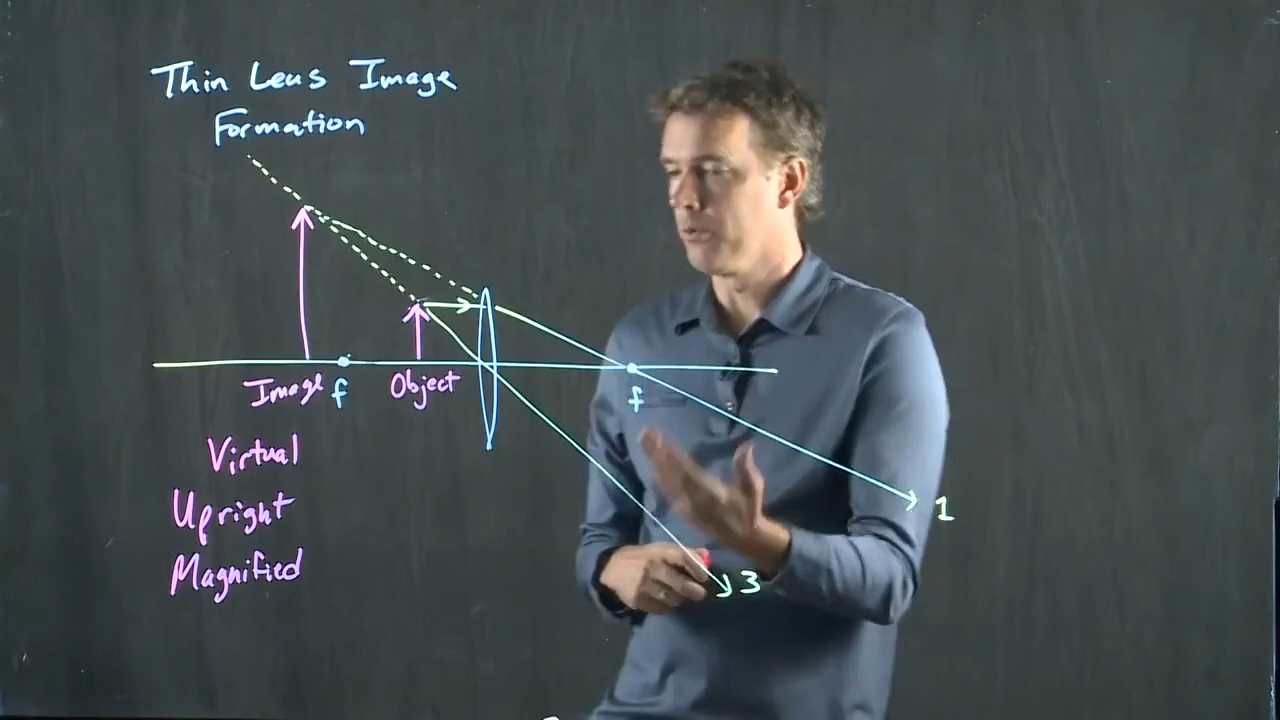 Thin Lens Image
Formation
Image f Object f
Virtual
Upright
Magnified
1
3